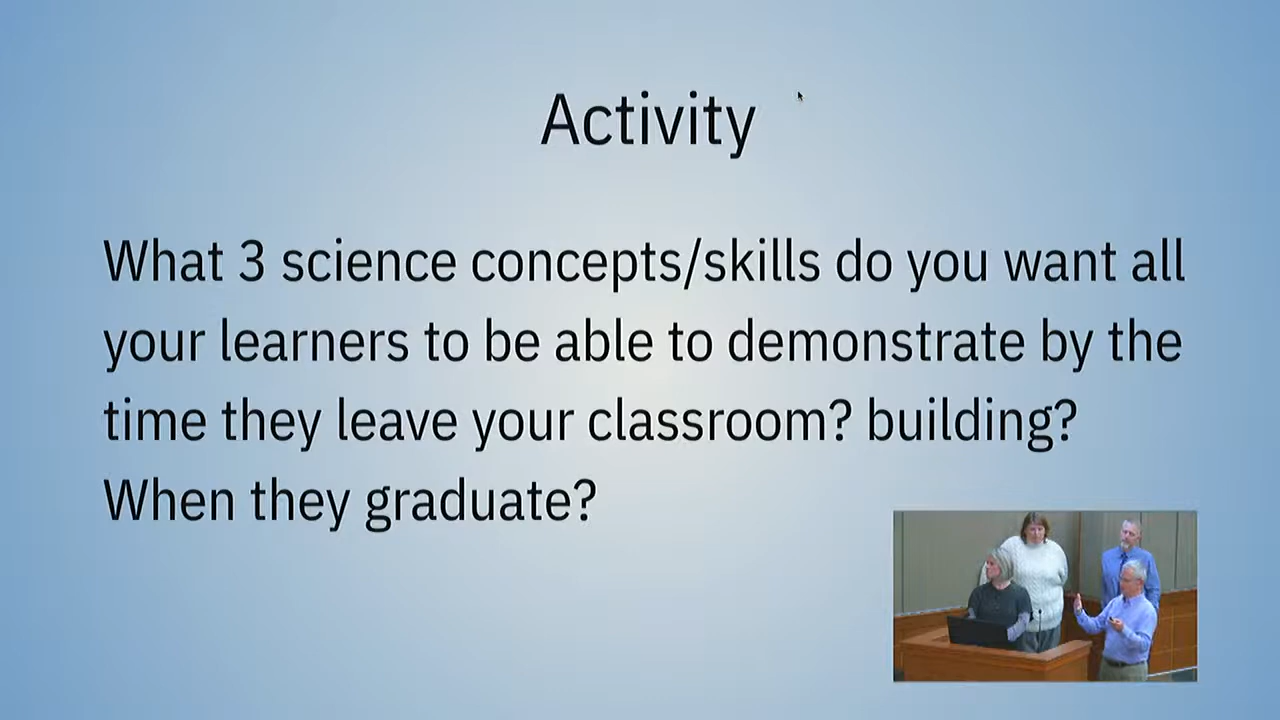 Activity
What 3 science concepts/skills do you want all
your learners to be able to demonstrate by the
time they leave your classroom? building?
When they graduate?